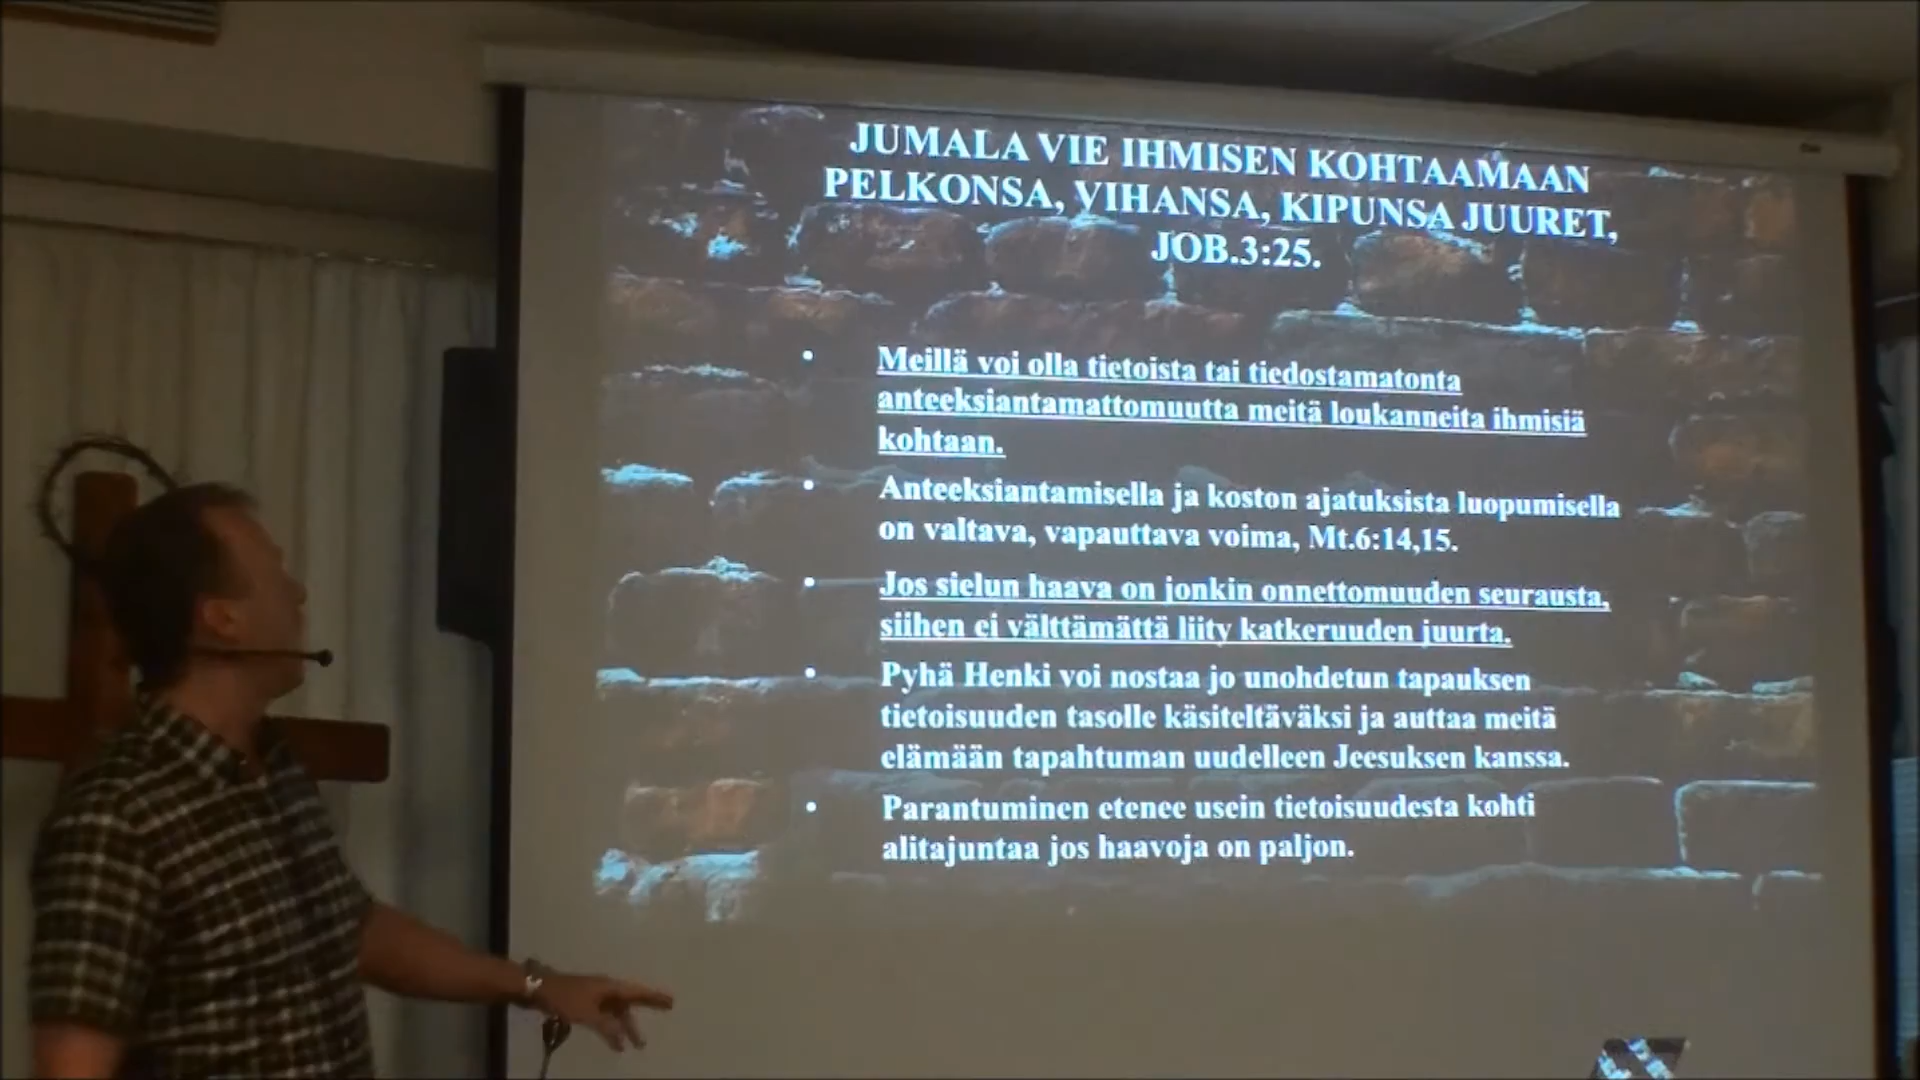 JUMALA VIE IHMISEN KOHTAAMAAN
PELKONSA, VIHANSA, KIPUNSA JUURET,
JOB.3:25.
• Meillä voi olla tietoista tai tiedostamatonta
anteeksiantamattomuutta meitä loukanneita ihmisiä
kohtaan.
• Anteeksiantamisella ja koston ajatuksista luopumisella
on valtava, vapauttava voima, Mt.6:14,15.
• Jos sielun haava on jonkin onnettomuuden seurausta,
siihen ei välttämättä liity katkeruuden juurta.
• Pyhä Henki voi nostaa jo unohdetun tapauksen
tietoisuuden tasolle käsiteltäväksi ja auttaa meitä
elämään tapahtuman uudelleen Jeesuksen kanssa.
• Parantuminen etenee usein tietoisuudesta kohti
alitajuntaa jos haavoja on paljon.